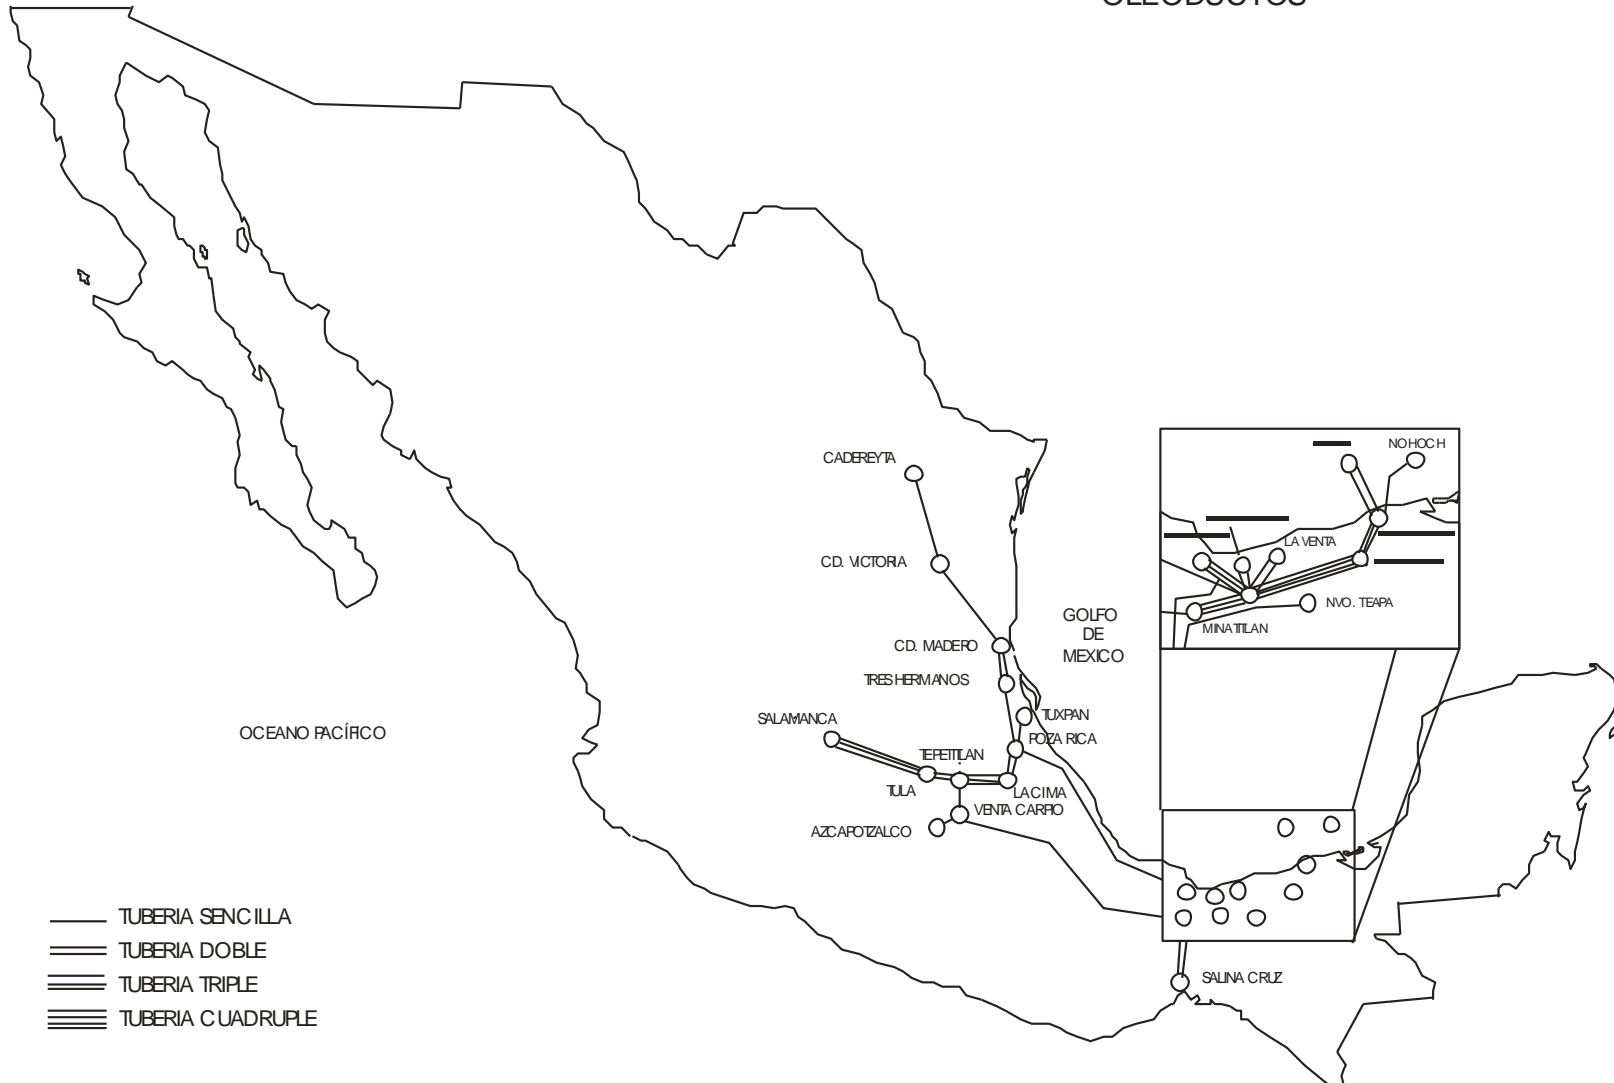 OLEODUCTOS
NOHOCH
CADEREYTA
LA VENTA
CD. VICTORIA
NVO. TEAPA
GOLFO
DE
MEXICO
MINATITLAN
CD. MADERO
TRES HERMANOS
TUXPAN
SALAMANCA
OCEANO PACÍFICO
POZA RICA
TEPETITLAN
TULA
LA CIMA
VENTA CARPIO
AZCAPOTZALCO
TUBERIA SENCILLA
TUBERIA DOBLE
TUBERIA TRIPLE
TUBERIA CUADRUPLE
SALINA CRUZ